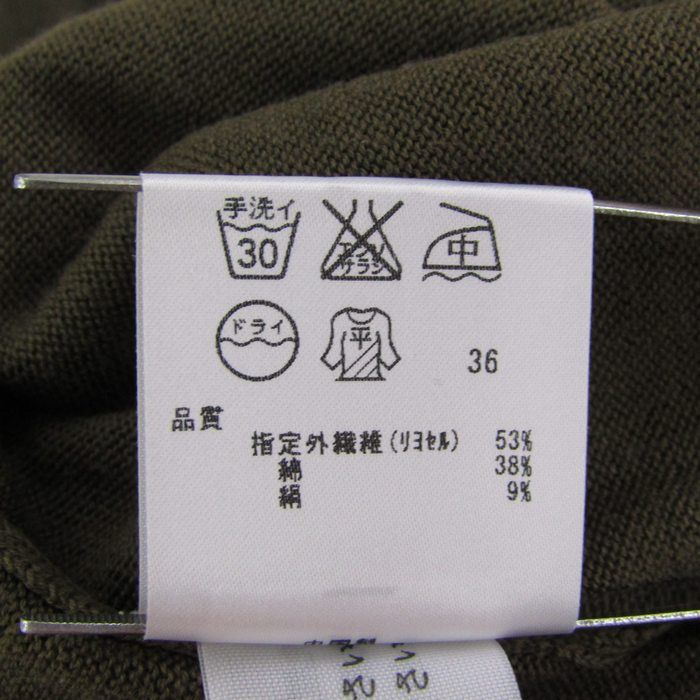 手洗イ
30
エンソ
サラシ
中
ドライ
平
36
品質
指定外繊維(リヨセル) 53%
綿 38%
絹 9%